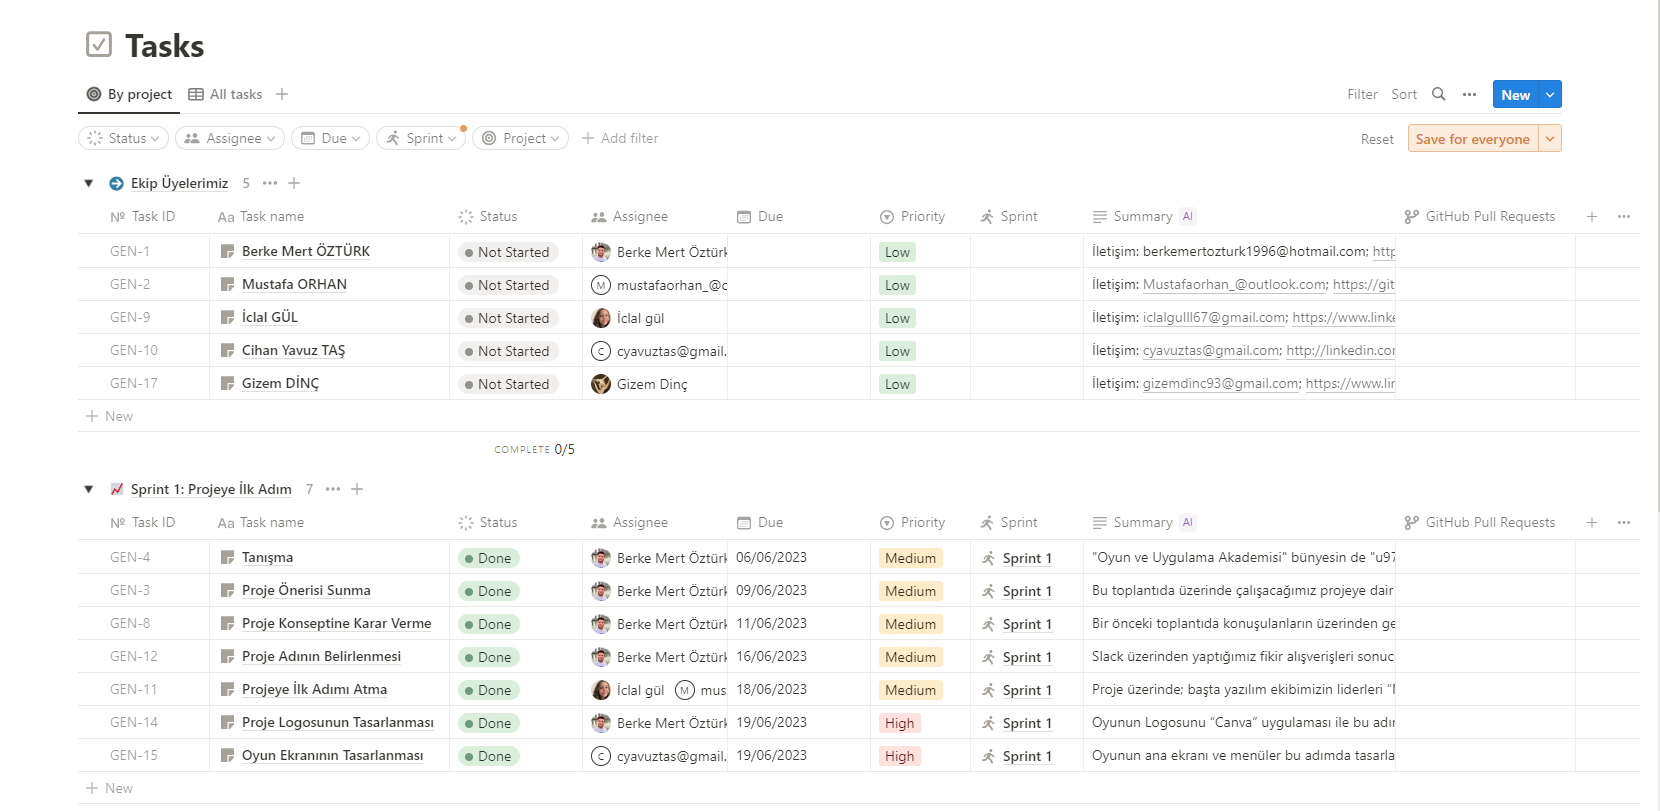 Tasks
By project All tasks Filter Sort New
Status Assignee Due Sprint Project Add filter Reset Save for everyone
Ekip Üyelerimiz 5
Nº Task ID Aa Task name Status Assignee Due Priority Sprint Summary AI GitHub Pull Requests
GEN-1 Berke Mert ÖZTÜRK Not Started Berke Mert Öztürk Low İletişim: berkemertozturk1996@hotmail.com; http
GEN-2 Mustafa ORHAN Not Started M mustafaorhan_@o Low İletişim: Mustafaorhan_@outlook.com; https://git
GEN-9 İclal GÜL Not Started İclal gül Low İletişim: iclalgulll67@gmail.com; https://www.linke
GEN-10 Cihan Yavuz TAŞ Not Started C cyavuztas@gmail. Low İletişim: cyavuztas@gmail.com; http://linkedin.cor
GEN-17 Gizem DİNÇ Not Started Gizem Dinç Low İletişim: gizemdinc93@gmail.com; https://www.lin
New
COMPLETE 0/5
Sprint 1: Projeye İlk Adım 7
Nº Task ID Aa Task name Status Assignee Due Priority Sprint Summary AI GitHub Pull Requests
GEN-4 Tanışma Done Berke Mert Öztürk 06/06/2023 Medium Sprint 1 "Oyun ve Uygulama Akademisi" bünyesin de "u97
GEN-3 Proje Önerisi Sunma Done Berke Mert Öztürk 09/06/2023 Medium Sprint 1 Bu toplantıda üzerinde çalışacağımız projeye dair
GEN-8 Proje Konseptine Karar Verme Done Berke Mert Öztürk 11/06/2023 Medium Sprint 1 Bir önceki toplantıda konuşulanların üzerinden ge
GEN-12 Proje Adının Belirlenmesi Done Berke Mert Öztürk 16/06/2023 Medium Sprint 1 Slack üzerinden yaptığımız fikir alışverişleri sonuc
GEN-11 Projeye İlk Adımı Atma Done İclal gül M mus 18/06/2023 Medium Sprint 1 Proje üzerinde; başta yazılım ekibimizin liderleri
GEN-14 Proje Logosunun Tasarlanması Done Berke Mert Öztürk 19/06/2023 High Sprint 1 Oyunun Logosunu “Canva” uygulaması ile bu adım
GEN-15 Oyun Ekranının Tasarlanması Done C cyavuztas@gmail. 19/06/2023 High Sprint 1 Oyunun ana ekranı ve menüler bu adımda tasarla
New